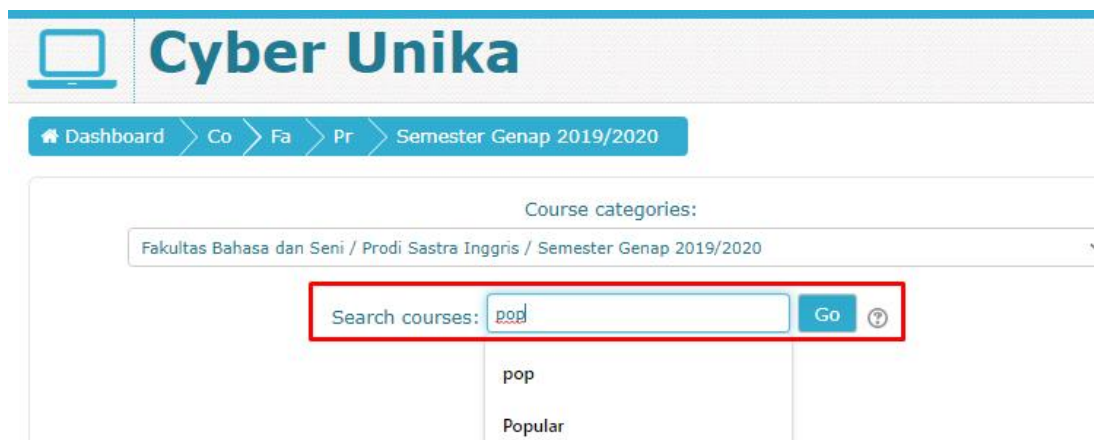 Cyber Unika
Dashboard Co Fa Pr Semester Genap 2019/2020
Course categories:
Fakultas Bahasa dan Seni / Prodi Sastra Inggris / Semester Genap 2019/2020
Search courses: pop Go ?
pop
Popular